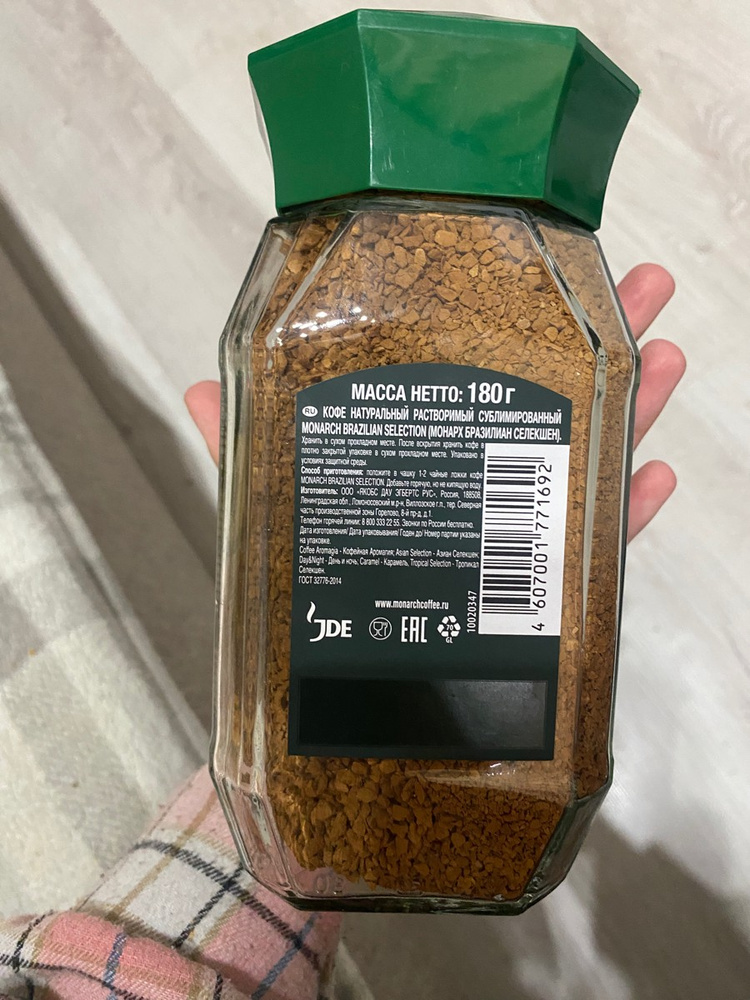 МАССА НЕТТО: 180 г
RU КОФЕ НАТУРАЛЬНЫЙ РАСТВОРИМЫЙ СУБЛИМИРОВАННЫЙ
MONARCH BRAZILIAN SELECTION (МОНАРХ БРАЗИЛИАН СЕЛЕКШЕН).
Хранить в сухом прохладном месте. После вскрытия хранить кофе в
плотно закрытой упаковке в сухом прохладном месте. Упаковано в
условиях защитной среды.
Способ приготовления: положите в чашку 1-2 чайные ложки кофе
MONARCH BRAZILIAN SELECTION. Добавьте горячую, но не кипящую воду.
Изготовитель: ООО «ЯКОБС ДАУ ЭГБЕРТС РУС», Россия, 188508,
Ленинградская обл., Ломоносовский м.р-н, Виллозское г.п., тер. Северная
часть производственной зоны Горелово, 8-й пр-д, д.1.
Телефон горячей линии: 8 800 333 22 55. Звонки по России бесплатно.
Дата изготовления/ Дата упаковывания/ Годен до/ Номер партии указаны
на упаковке.
Coffee Aromagia - Кофейная Аромагия; Asian Selection - Азиан Селекшен;
Day&Night - День и ночь; Caramel - Карамель, Tropical Selection - Тропикал
Селекшен.
ГОСТ 32776-2014
www.monarchcoffee.ru
JDE
EAC
70
GL
10020347
4 607001 771692